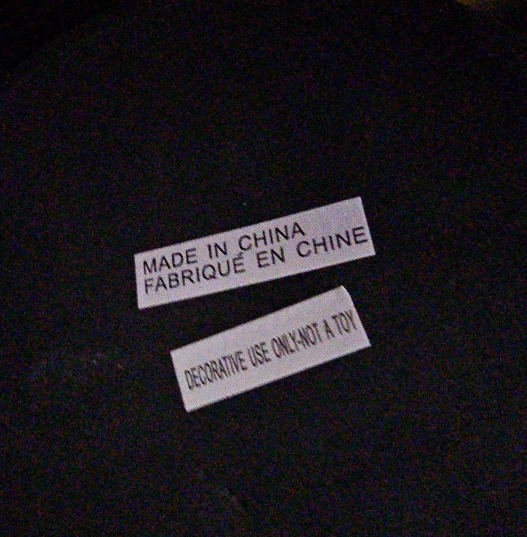 MADE IN CHINA
FABRIQUÉ EN CHINE
DECORATIVE USE ONLY-NOT A TOY